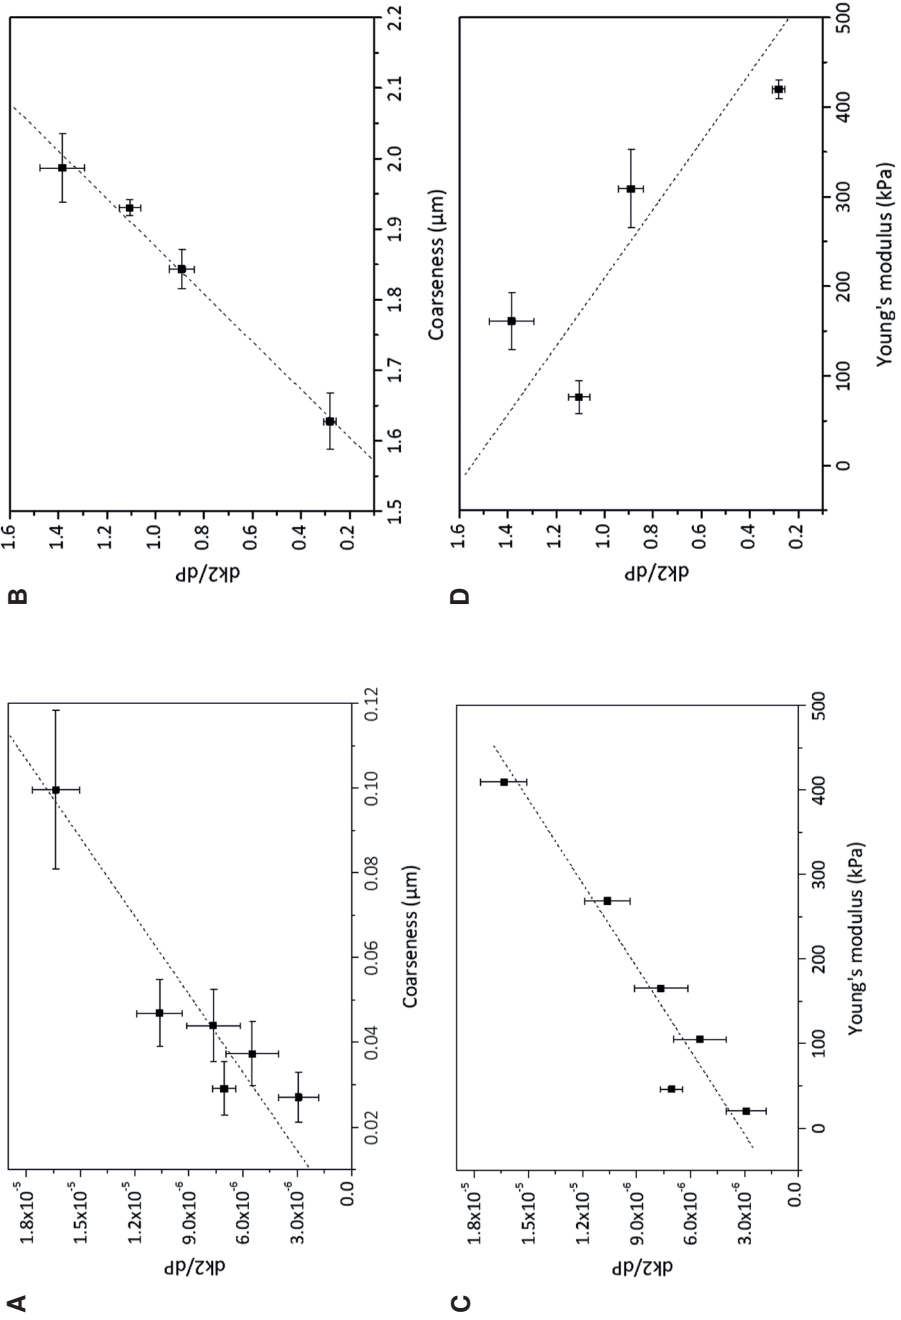 A
dk2/dP
1.8x10⁻⁵
1.5x10⁻⁵
1.2x10⁻⁵
9.0x10⁻⁶
6.0x10⁻⁶
3.0x10⁻⁶
0.0
0.02 0.04 0.06 0.08 0.10 0.12
Coarseness (μm)
B
dk2/dP
1.6
1.4
1.2
1.0
0.8
0.6
0.4
0.2
1.5 1.6 1.7 1.8 1.9 2.0 2.1 2.2
Coarseness (μm)
C
dk2/dP
1.8x10⁻⁵
1.5x10⁻⁵
1.2x10⁻⁵
9.0x10⁻⁶
6.0x10⁻⁶
3.0x10⁻⁶
0.0
0 100 200 300 400 500
Young's modulus (kPa)
D
dk2/dP
1.6
1.4
1.2
1.0
0.8
0.6
0.4
0.2
0 100 200 300 400 500
Young's modulus (kPa)